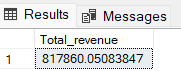 Results Messages
Total_revenue
1 817860.05083847